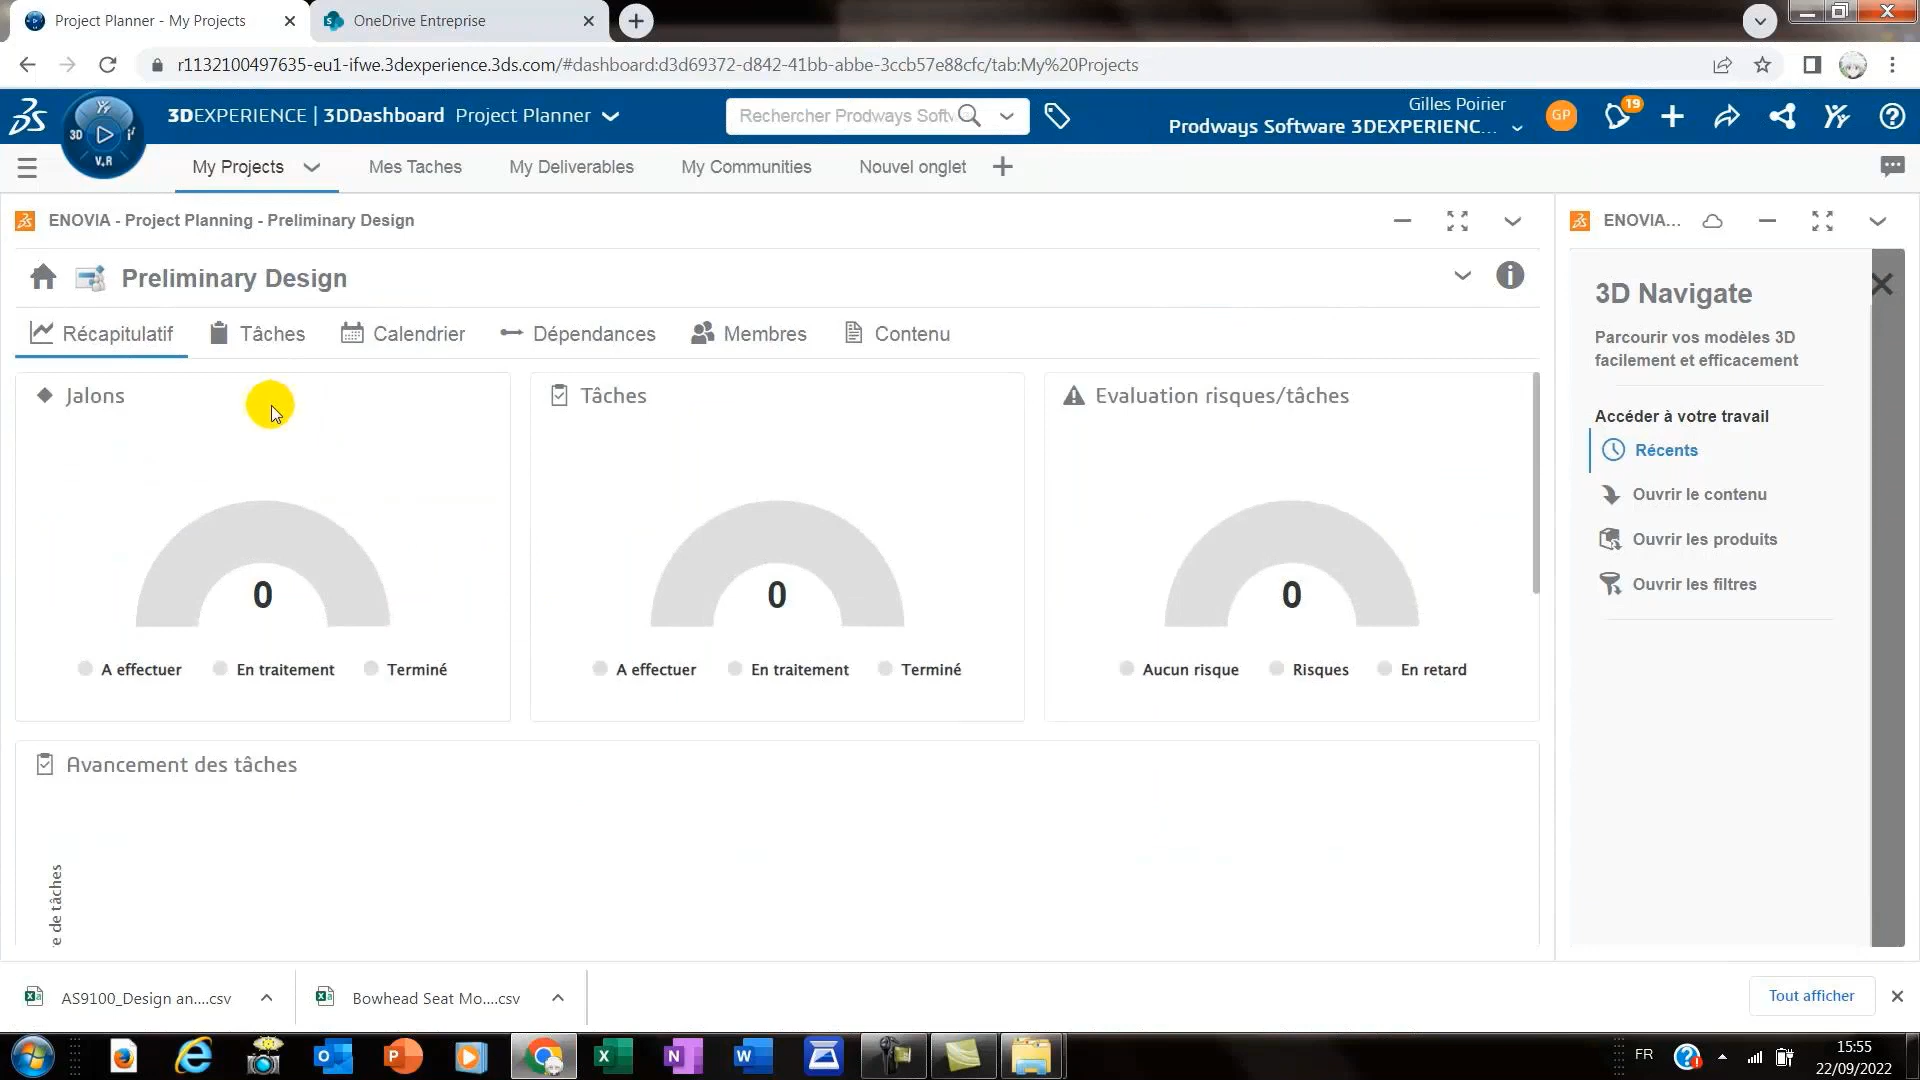 Project Planner - My Projects
OneDrive Entreprise
r1132100497635-eu1-ifwe.3dexperience.3ds.com/#dashboard:d3d69372-d842-41bb-abbe-3ccb57e88cfc/tab:My%20Projects
3D
V.R
3DEXPERIENCE | 3DDashboard Project Planner
Rechercher Prodways Softw
Gilles Poirier
Prodways Software 3DEXPERIENC...
GP
19
My Projects
Mes Taches
My Deliverables
My Communities
Nouvel onglet
ENOVIA - Project Planning - Preliminary Design
ENOVIA...
Preliminary Design
Récapitulatif
Tâches
Calendrier
Dépendances
Membres
Contenu
Jalons
0
A effectuer
En traitement
Terminé
Tâches
0
A effectuer
En traitement
Terminé
Evaluation risques/tâches
0
Aucun risque
Risques
En retard
Avancement des tâches
e de tâches
3D Navigate
Parcourir vos modèles 3D
facilement et efficacement
Accéder à votre travail
Récents
Ouvrir le contenu
Ouvrir les produits
Ouvrir les filtres
AS9100_Design an....csv
Bowhead Seat Mo....csv
Tout afficher
FR
15:55
22/09/2022